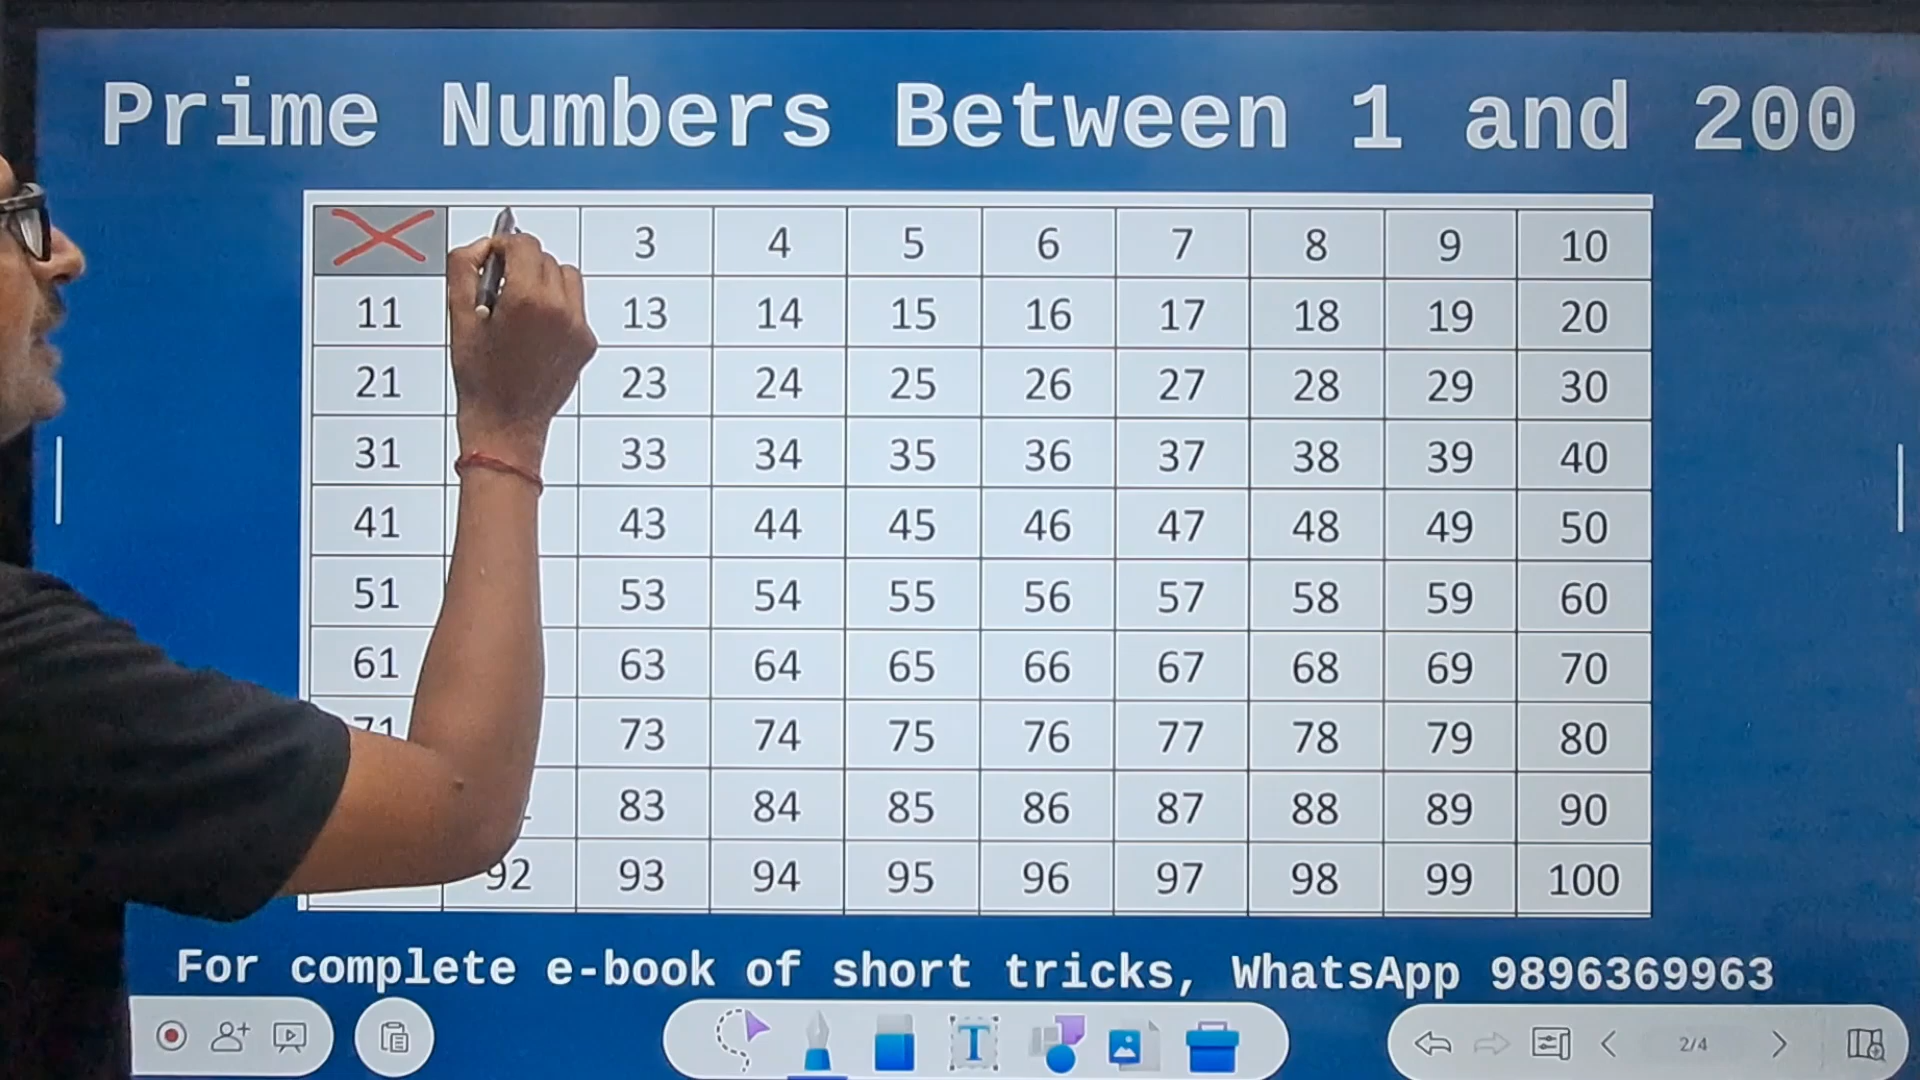 Prime Numbers Between 1 and 200
3 4 5 6 7 8 9 10
11 13 14 15 16 17 18 19 20
21 23 24 25 26 27 28 29 30
31 33 34 35 36 37 38 39 40
41 43 44 45 46 47 48 49 50
51 53 54 55 56 57 58 59 60
61 63 64 65 66 67 68 69 70
71 73 74 75 76 77 78 79 80
83 84 85 86 87 88 89 90
92 93 94 95 96 97 98 99 100
For complete e-book of short tricks, WhatsApp 9896369963
T
2/4